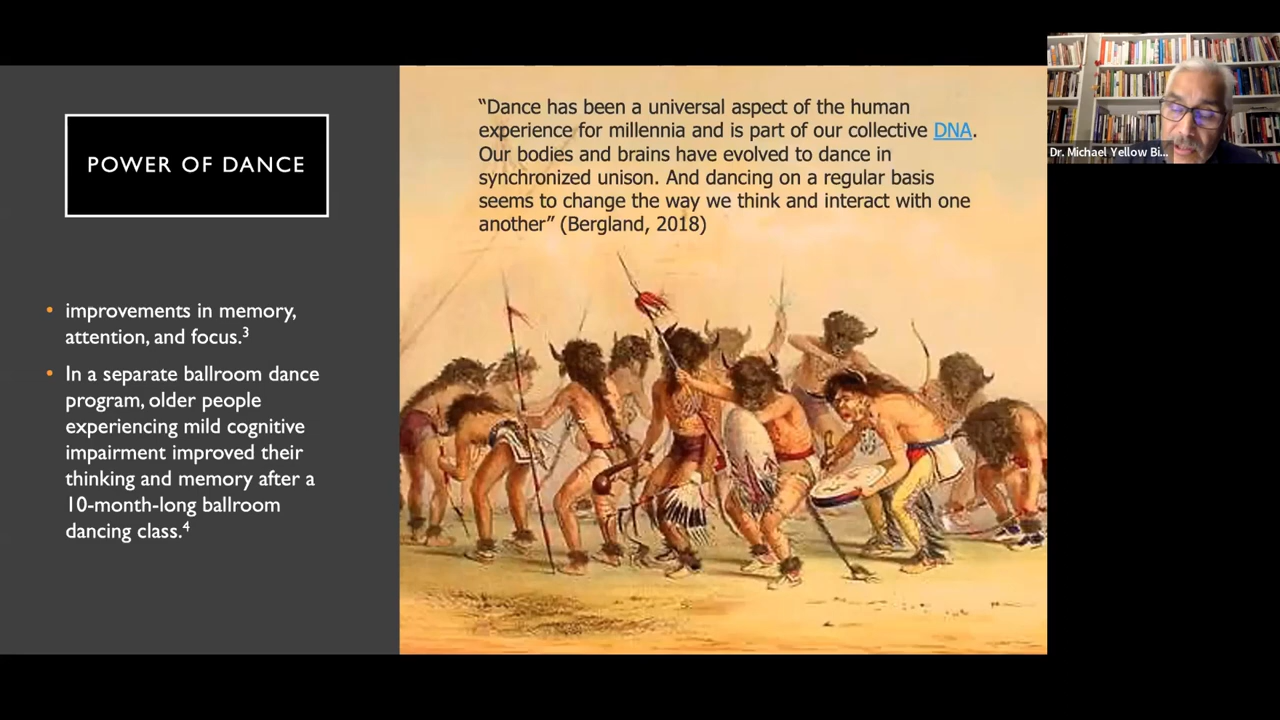 POWER OF DANCE
improvements in memory,
attention, and focus.3
In a separate ballroom dance
program, older people
experiencing mild cognitive
impairment improved their
thinking and memory after a
10-month-long ballroom
dancing class.4
“Dance has been a universal aspect of the human
experience for millennia and is part of our collective DNA.
Our bodies and brains have evolved to dance in
synchronized unison. And dancing on a regular basis
seems to change the way we think and interact with one
another” (Bergland, 2018)
Dr. Michael Yellow Bi...